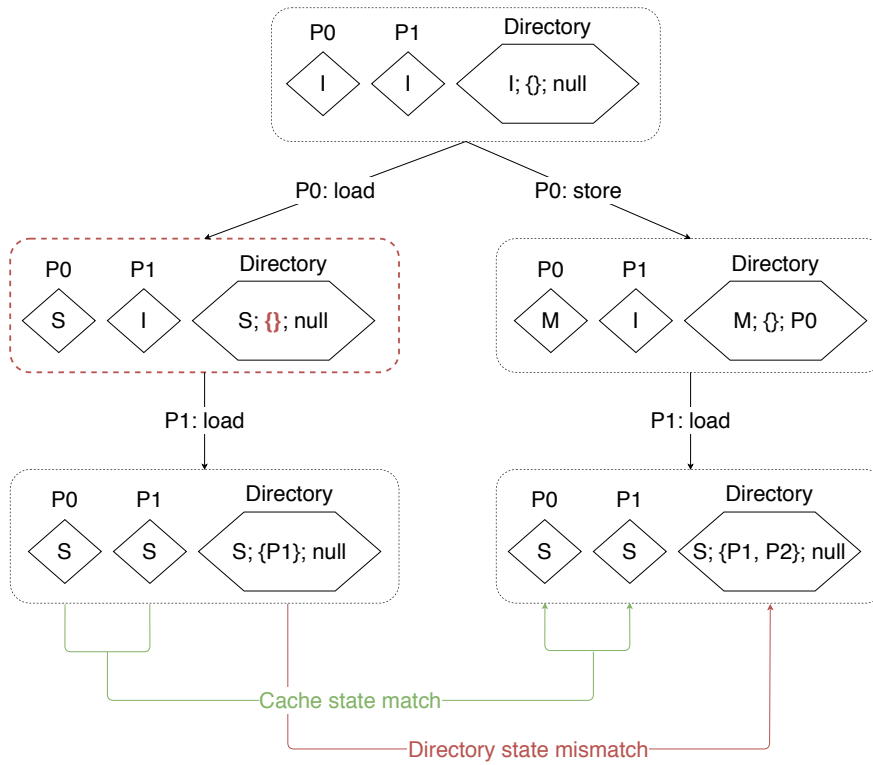 P0 P1 Directory
I I I; {}; null
P0: load P0: store
P0 P1 Directory
S I S; {}; null
P0 P1 Directory
M I M; {}; P0
P1: load P1: load
P0 P1 Directory
S S S; {P1}; null
P0 P1 Directory
S S S; {P1, P2}; null
Cache state match
Directory state mismatch